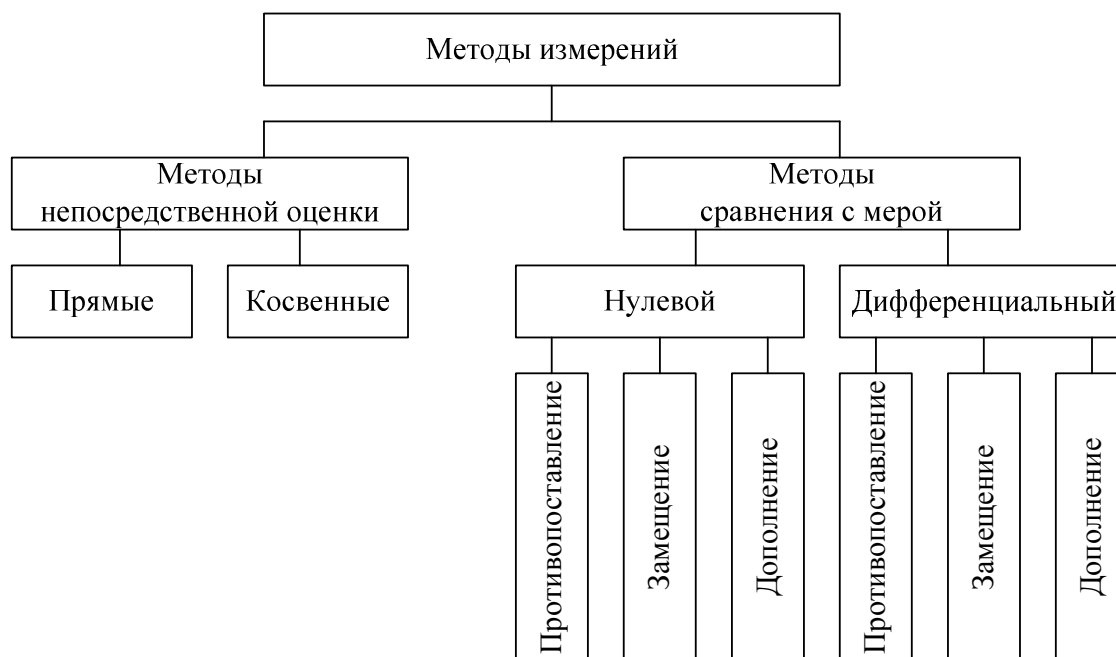 Методы измерений
Методы
непосредственной оценки
Методы
сравнения с мерой
Прямые
Косвенные
Нулевой
Дифференциальный
Противопоставление
Замещение
Дополнение
Противопоставление
Замещение
Дополнение